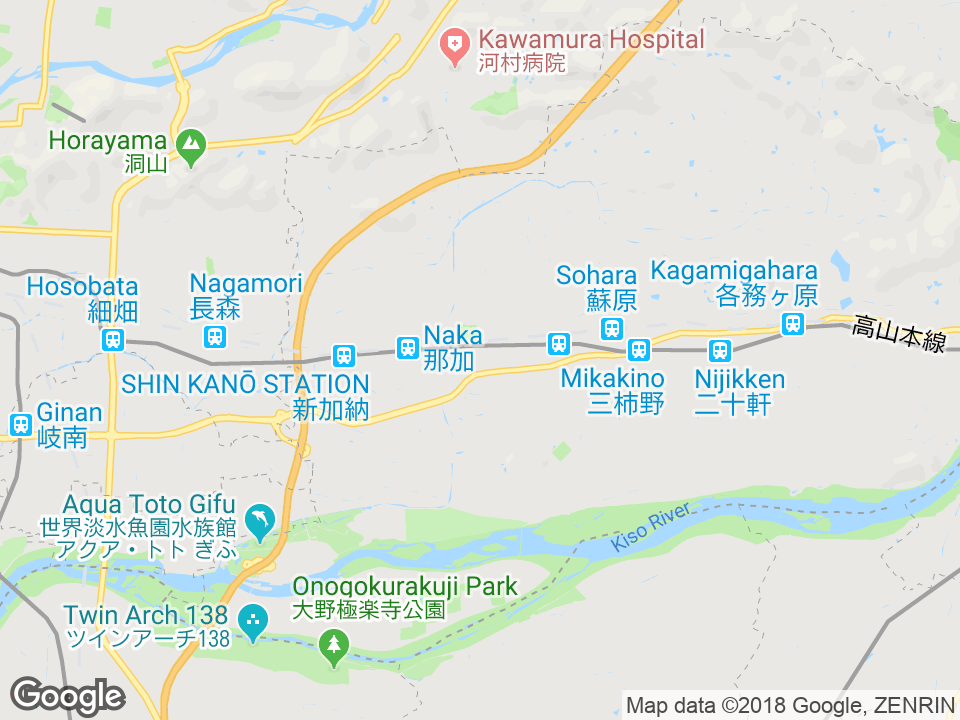 Kawamura Hospital
河村病院
Horayama
洞山
Hosobata
細畑
Nagamori
長森
Naka
那加
Sohara
蘇原
Kagamigahara
各務ヶ原
高山本線
SHIN KANŌ STATION
新加納
Mikakino
三柿野
Nijikken
二十軒
Ginan
岐南
Aqua Toto Gifu
世界淡水魚園水族館
アクア・トト ぎふ
Kiso River
Onogokurakuji Park
大野極楽寺公園
Twin Arch 138
ツインアーチ138
Google
Map data ©2018 Google, ZENRIN